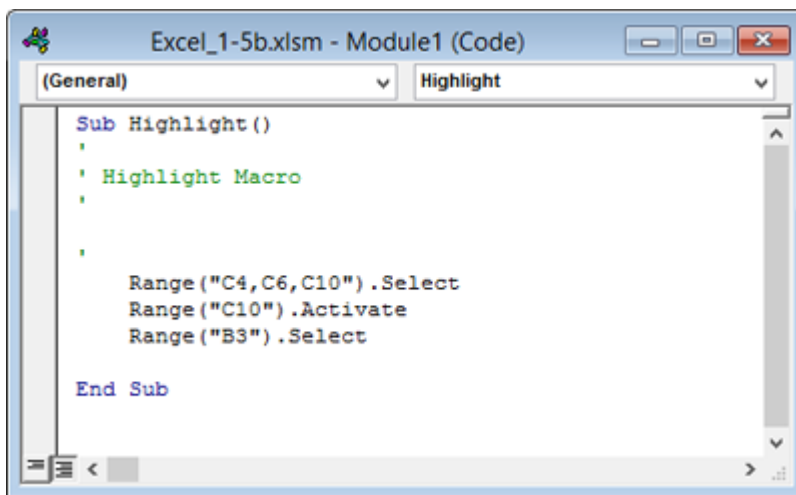 Excel_1-5b.xlsm - Module1 (Code)
(General) Highlight
Sub Highlight()
'
' Highlight Macro
'
'
Range("C4,C6,C10").Select
Range("C10").Activate
Range("B3").Select
End Sub